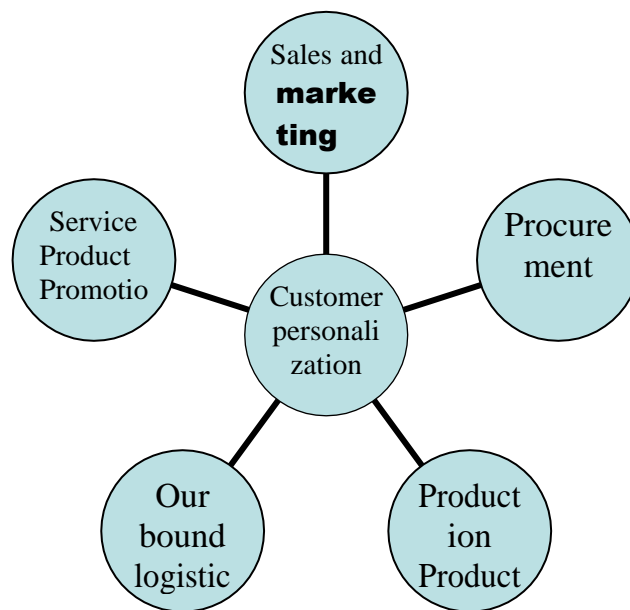 Sales and
marke
ting
Service
Product
Promotio
Procure
ment
Customer
personali
zation
Our
bound
logistic
Product
ion
Product